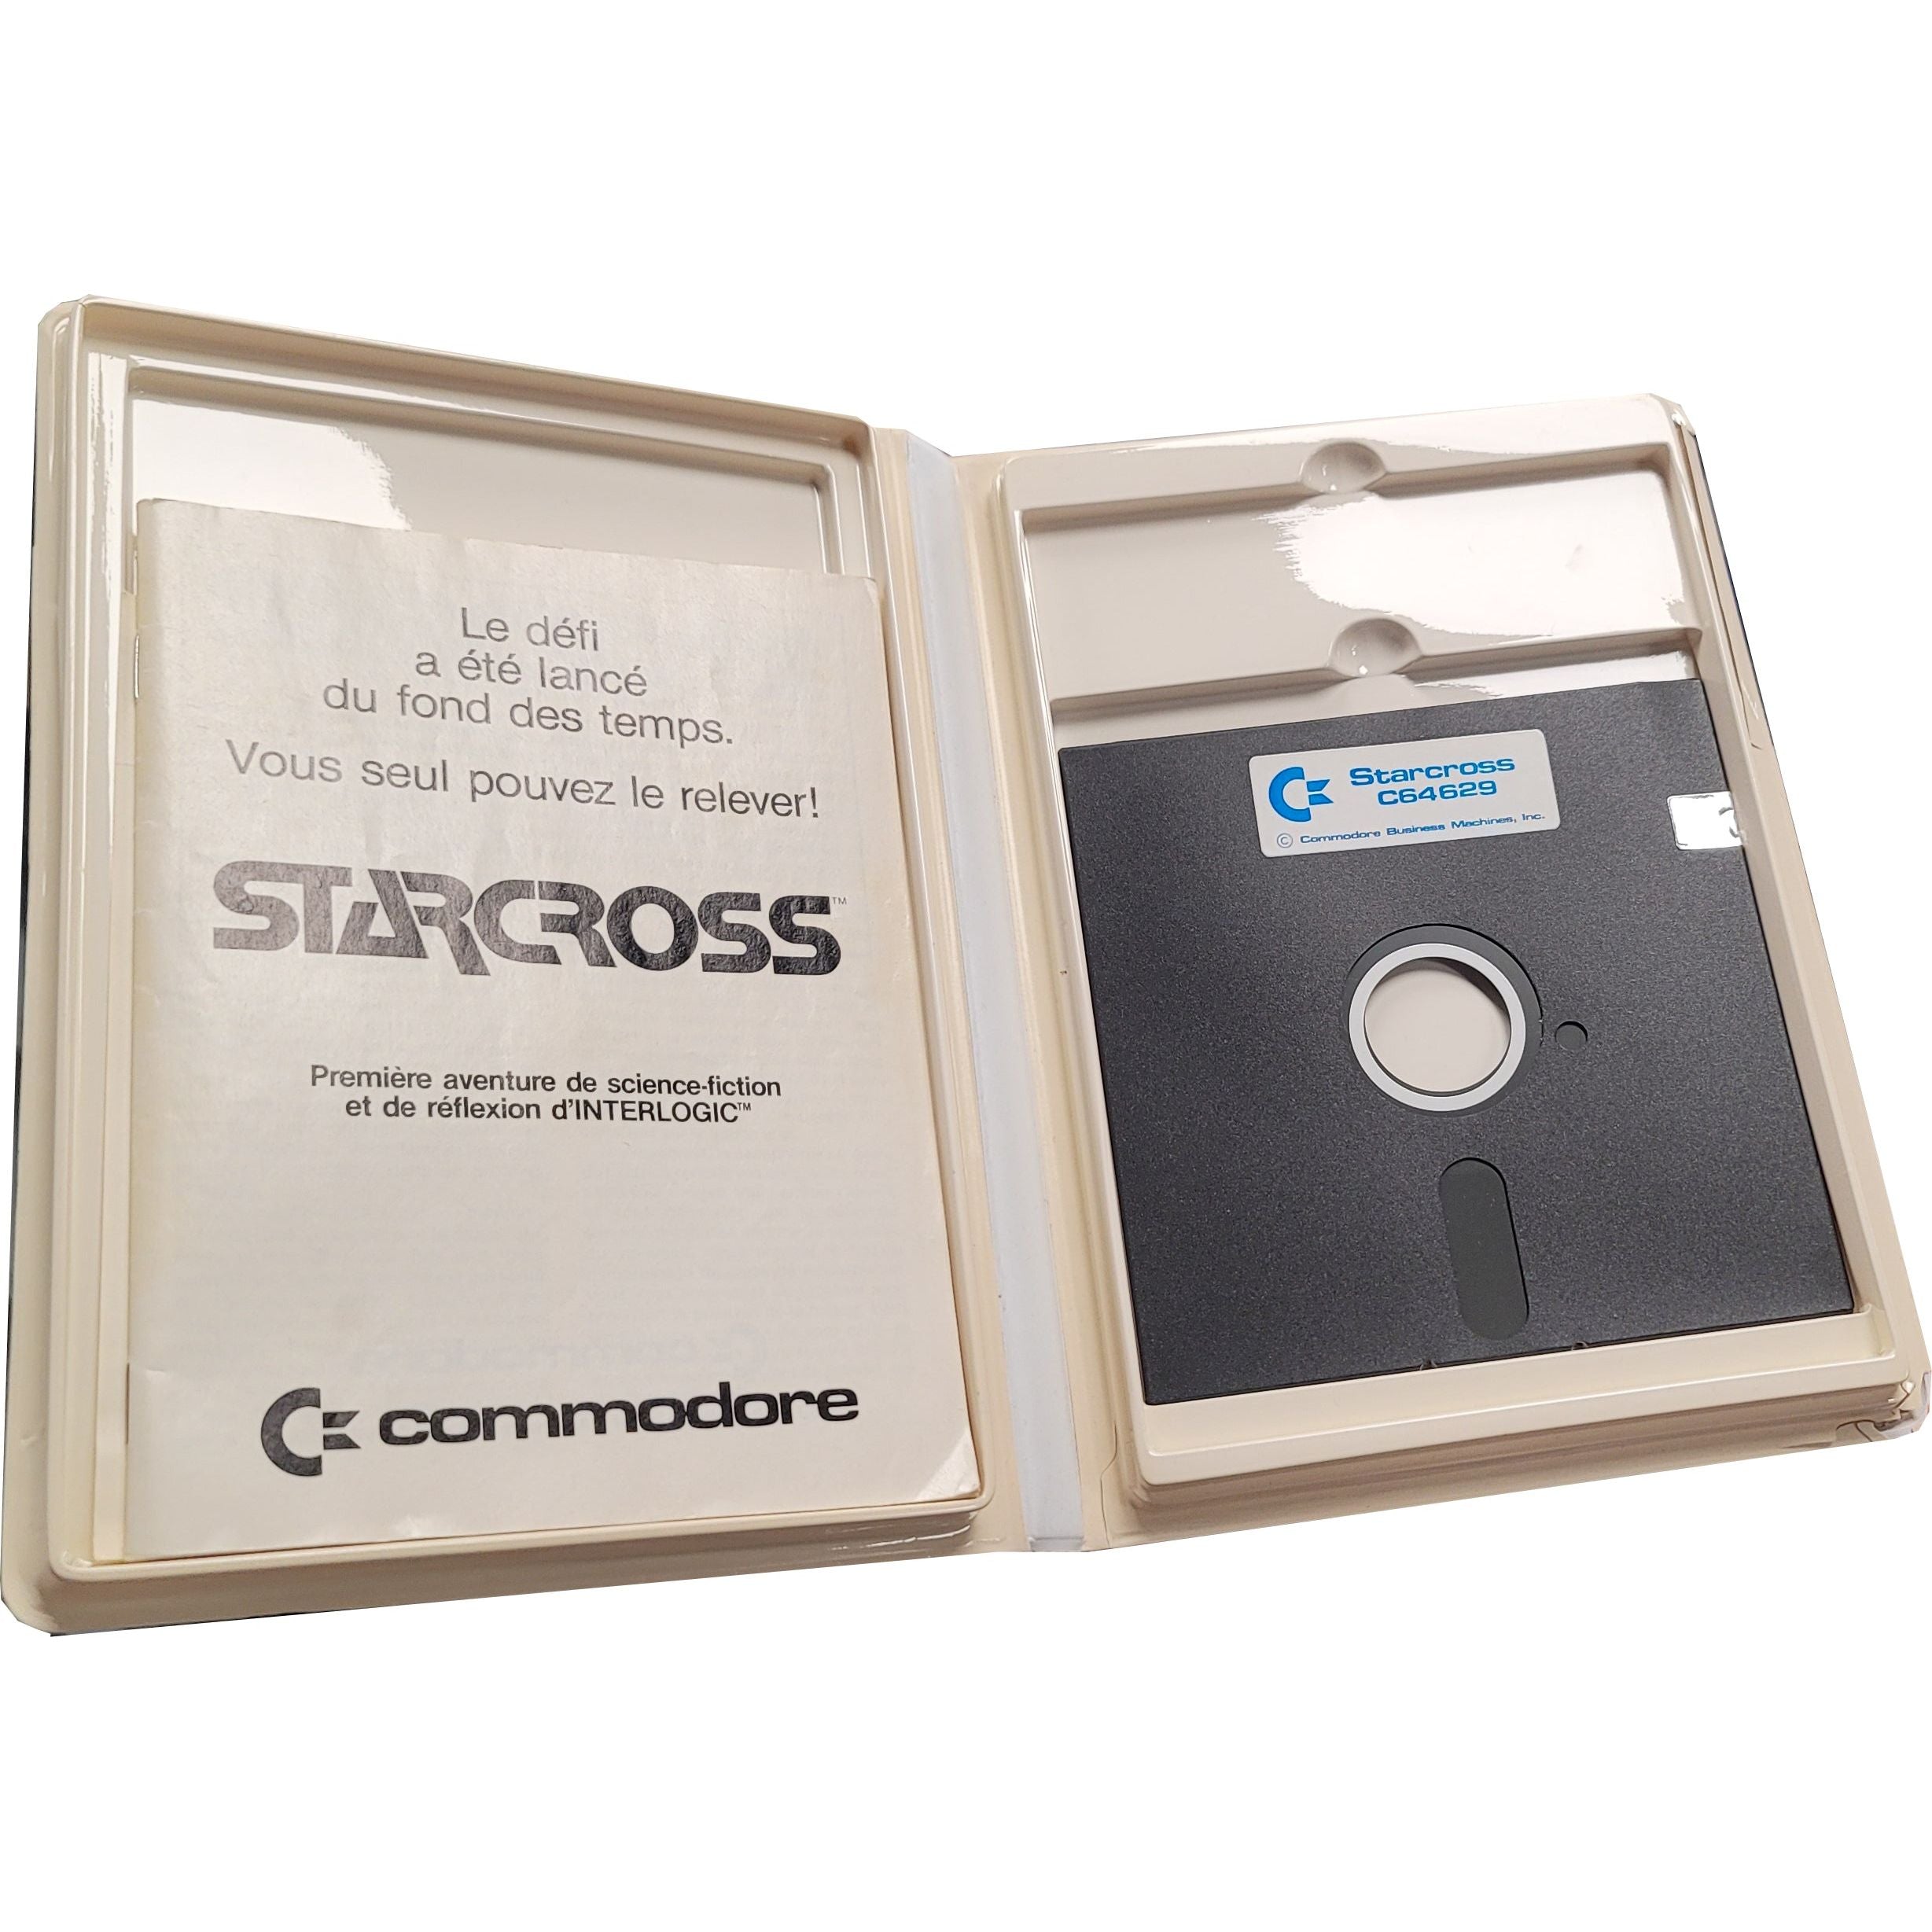 Le défi
a été lancé
du fond des temps.
Vous seul pouvez le relever!
STARCROSS™
Première aventure de science-fiction
et de réflexion d'INTERLOGIC™
commodore
Starcross
C64629
© Commodore Business Machines, Inc.